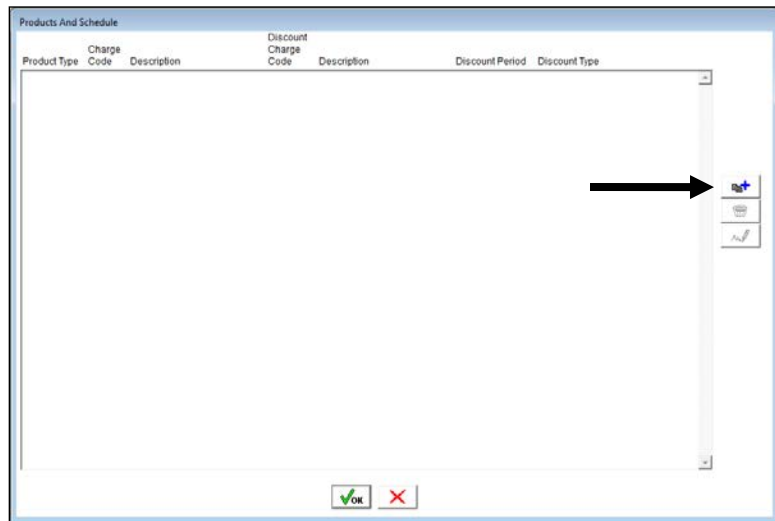 Products And Schedule
Product Type Charge Code Description Discount Charge Code Description Discount Period Discount Type
OK